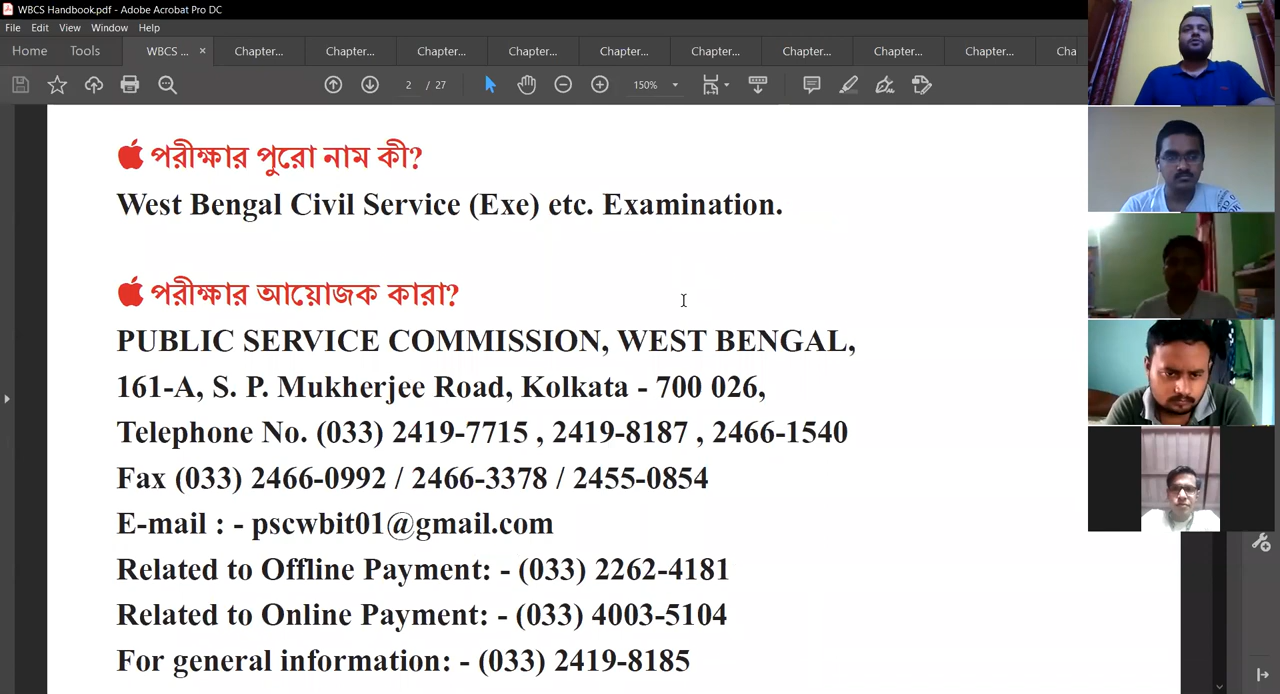 WBCS Handbook.pdf - Adobe Acrobat Pro DC
File Edit View Window Help
Home Tools WBCS ... × Chapter... Chapter... Chapter... Chapter... Chapter... Chapter... Chapter... Chapter... Chapter... Cha
2 / 27 150%
পরীক্ষার পুরো নাম কী?
West Bengal Civil Service (Exe) etc. Examination.
পরীক্ষার আয়োজক কারা?
PUBLIC SERVICE COMMISSION, WEST BENGAL,
161-A, S. P. Mukherjee Road, Kolkata - 700 026,
Telephone No. (033) 2419-7715 , 2419-8187 , 2466-1540
Fax (033) 2466-0992 / 2466-3378 / 2455-0854
E-mail : - pscwbit01@gmail.com
Related to Offline Payment: - (033) 2262-4181
Related to Online Payment: - (033) 4003-5104
For general information: - (033) 2419-8185